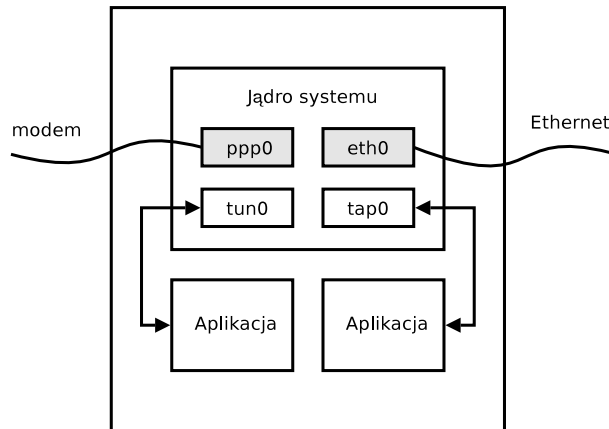 Jądro systemu
modem
Ethernet
ppp0
eth0
tun0
tap0
Aplikacja
Aplikacja